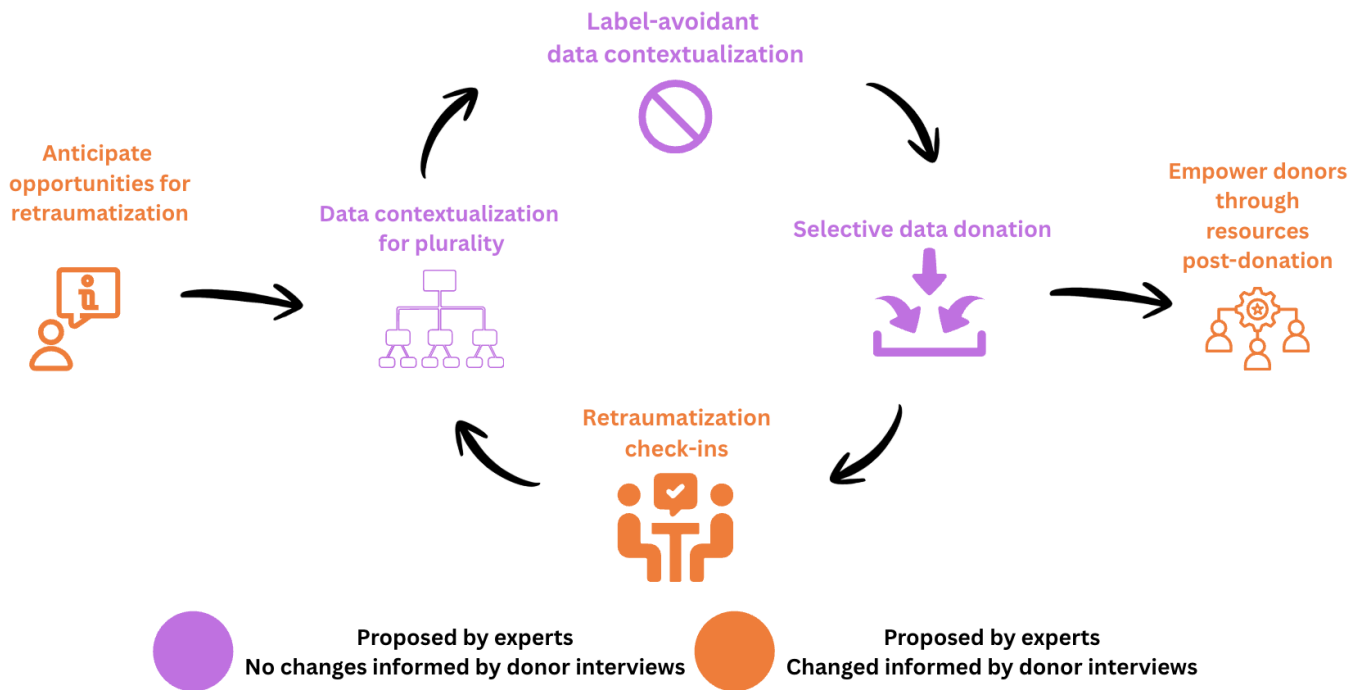 Label-avoidant
data contextualization
Anticipate
opportunities for
retraumatization
Data contextualization
for plurality
Selective data donation
Empower donors
through
resources
post-donation
Retraumatization
check-ins
Proposed by experts
No changes informed by donor interviews
Proposed by experts
Changed informed by donor interviews